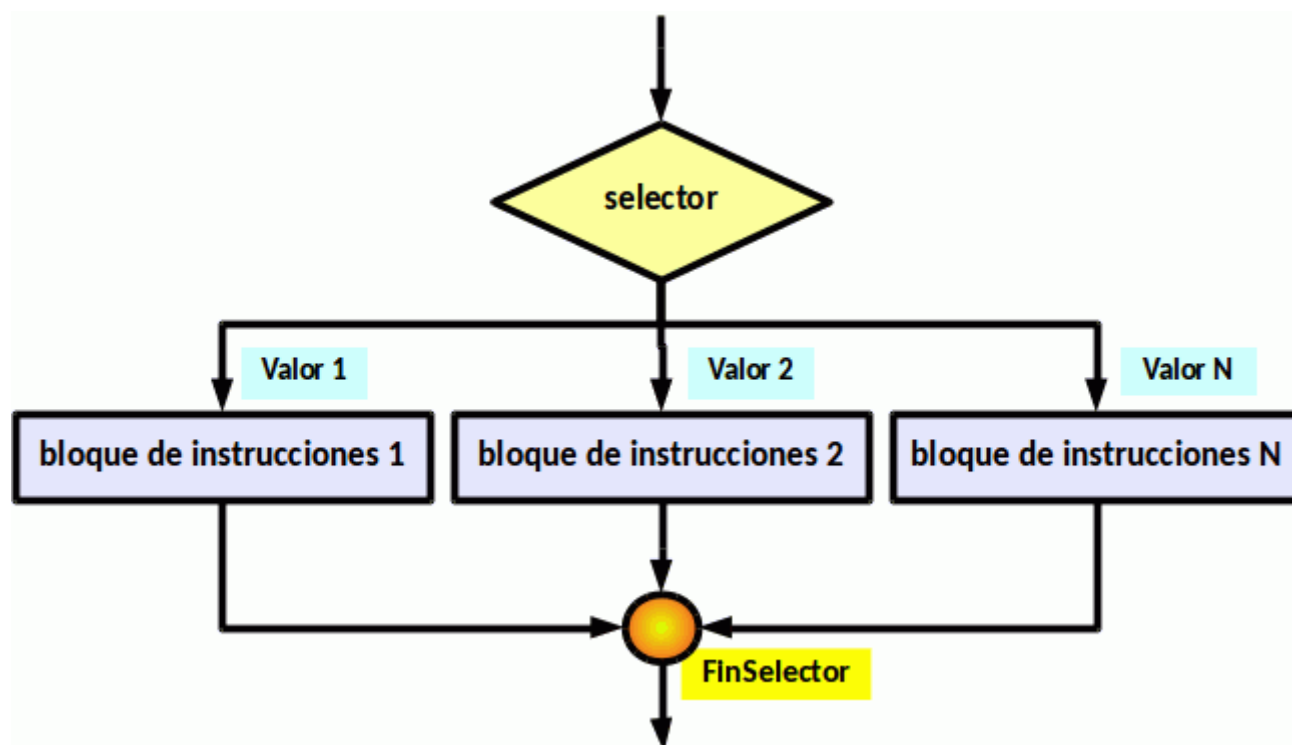 selector
Valor 1
Valor 2
Valor N
bloque de instrucciones 1
bloque de instrucciones 2
bloque de instrucciones N
FinSelector